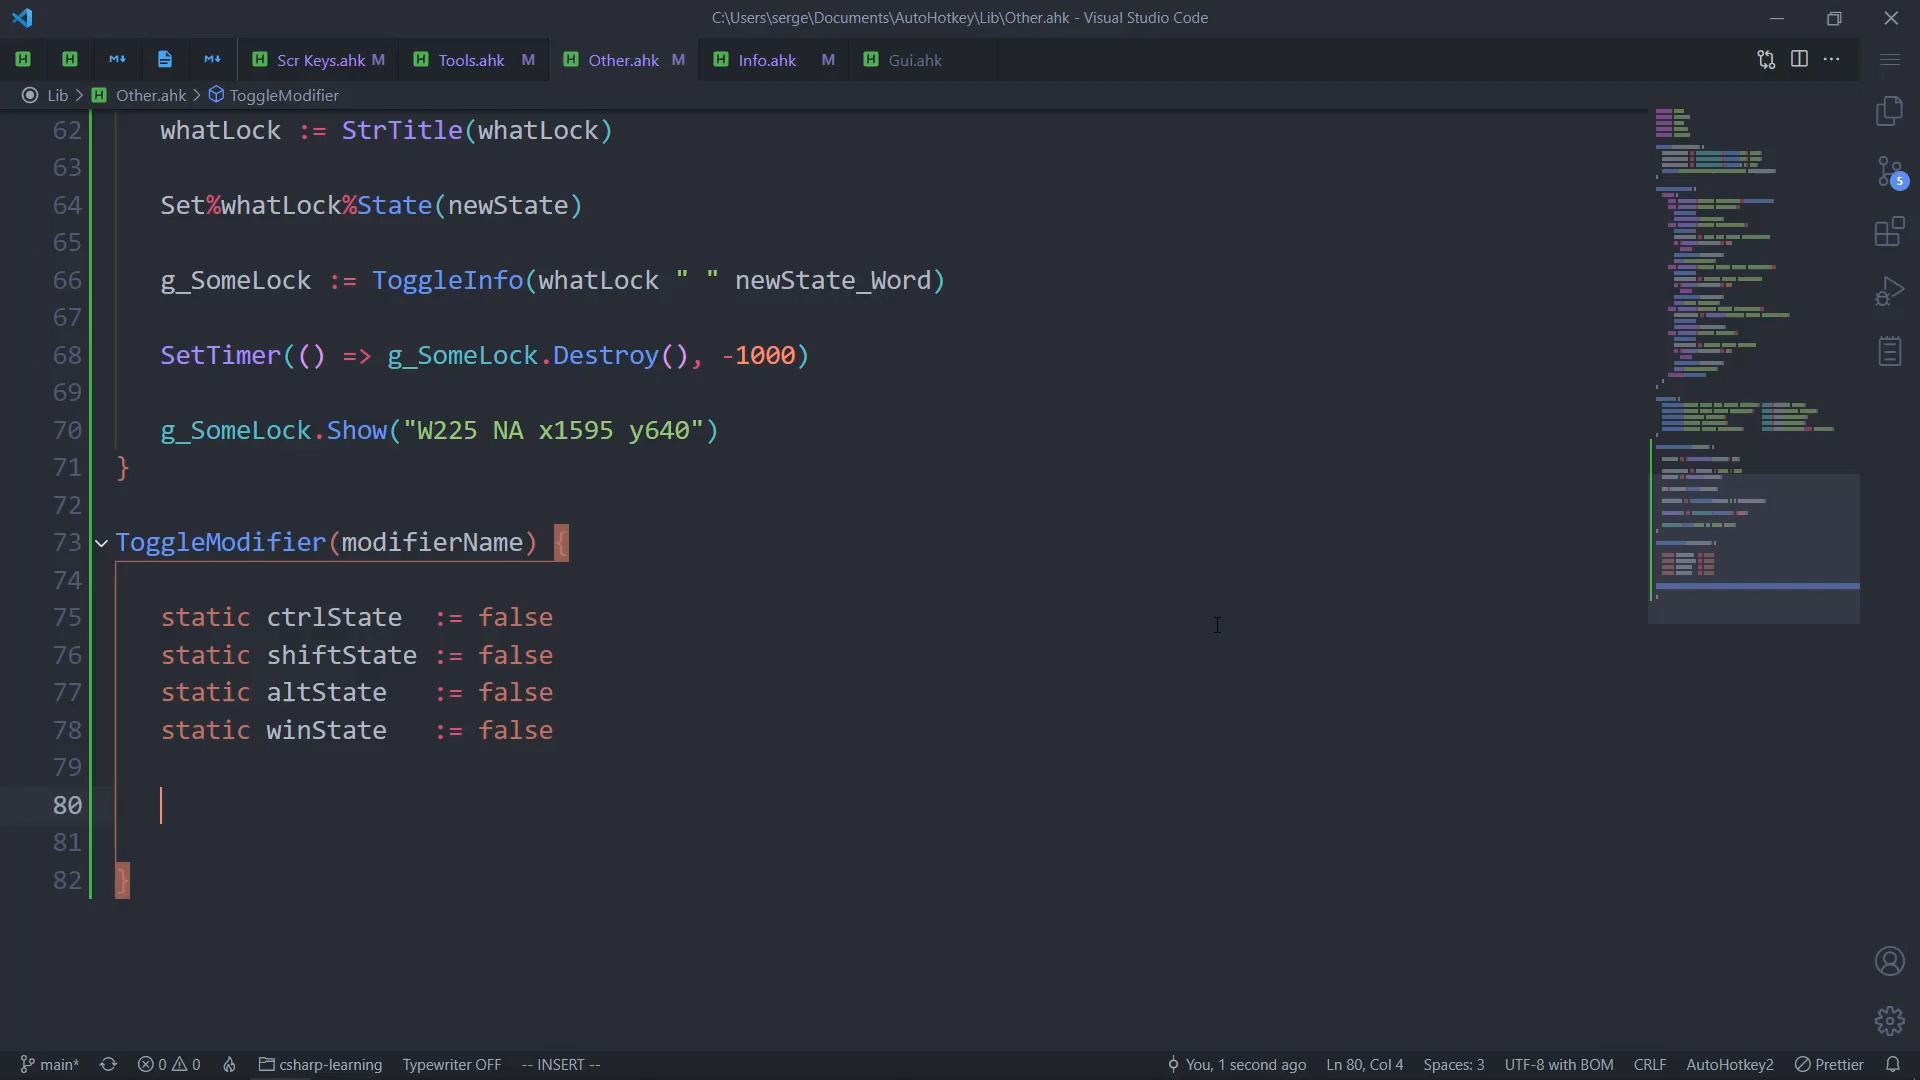 C:\Users\serge\Documents\AutoHotkey\Lib\Other.ahk - Visual Studio Code
Scr Keys.ahk M
Tools.ahk M
Other.ahk M
Info.ahk M
Gui.ahk
Lib > Other.ahk > ToggleModifier
62 whatLock := StrTitle(whatLock)
63
64 Set%whatLock%State(newState)
65
66 g_SomeLock := ToggleInfo(whatLock " " newState_Word)
67
68 SetTimer(() => g_SomeLock.Destroy(), -1000)
69
70 g_SomeLock.Show("W225 NA x1595 y640")
71 }
72
73 ToggleModifier(modifierName) {
74
75 static ctrlState  := false
76 static shiftState := false
77 static altState   := false
78 static winState   := false
79
80
81
82 }
5
main* 0 0 csharp-learning Typewriter OFF -- INSERT -- You, 1 second ago Ln 80, Col 4 Spaces: 3 UTF-8 with BOM CRLF AutoHotkey2 Prettier